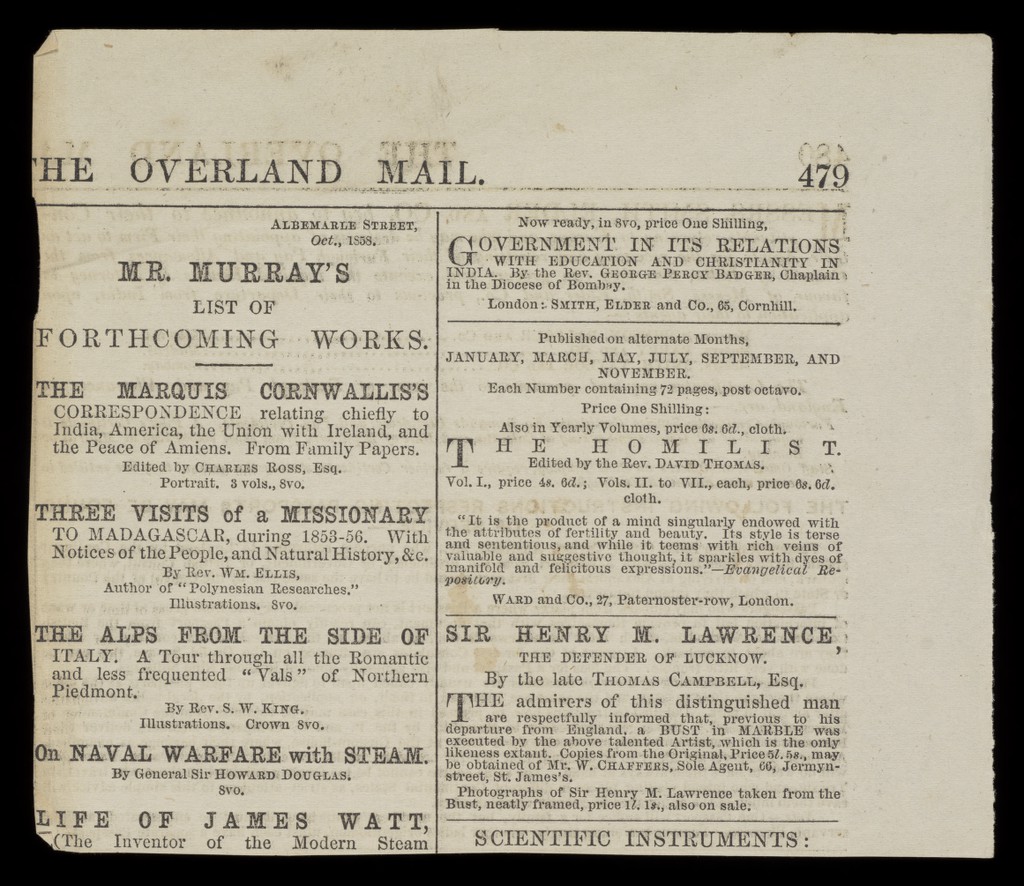 HE OVERLAND MAIL.
479
ALBEMARLE STREET,
Oct., 1858.
MR. MURRAY'S
LIST OF
FORTHCOMING WORKS.
THE MARQUIS CORNWALLIS'S
CORRESPONDENCE relating chiefly to
India, America, the Union with Ireland, and
the Peace of Amiens. From Family Papers.
Edited by CHARLES ROSS, Esq.
Portrait. 3 vols., 8vo.
THREE VISITS of a MISSIONARY
TO MADAGASCAR, during 1853-56. With
Notices of the People, and Natural History, &c.
By Rev. WM. ELLIS,
Author of "Polynesian Researches."
Illustrations. 8vo.
THE ALPS FROM THE SIDE OF
ITALY. A Tour through all the Romantic
and less frequented "Vals" of Northern
Piedmont.
By Rev. S. W. KING.
Illustrations. Crown 8vo.
On NAVAL WARFARE with STEAM.
By General Sir HOWARD DOUGLAS.
8vo.
LIFE OF JAMES WATT,
(The Inventor of the Modern Steam
Now ready, in 8vo, price One Shilling,
GOVERNMENT IN ITS RELATIONS
WITH EDUCATION AND CHRISTIANITY IN
INDIA. By the Rev. GEORGE PERCY BADGER, Chaplain
in the Diocese of Bombay.
London: SMITH, ELDER and Co., 65, Cornhill.
Published on alternate Months,
JANUARY, MARCH, MAY, JULY, SEPTEMBER, AND
NOVEMBER.
Each Number containing 72 pages, post octavo.
Price One Shilling:
Also in Yearly Volumes, price 6s. 6d., cloth.
THE HOMILIST.
Edited by the Rev. DAVID THOMAS.
Vol. I., price 4s. 6d.; Vols. II. to VII., each, price 6s. 6d.
cloth.
"It is the product of a mind singularly endowed with
the attributes of fertility and beauty. Its style is terse
and sententious, and while it teems with rich veins of
valuable and suggestive thought, it sparkles with dyes of
manifold and felicitous expressions."—Evangelical Re-
pository.
WARD and Co., 27, Paternoster-row, London.
SIR HENRY M. LAWRENCE,
THE DEFENDER OF LUCKNOW.
By the late THOMAS CAMPBELL, Esq.
THE admirers of this distinguished man
are respectfully informed that, previous to his
departure from England, a BUST in MARBLE was
executed by the above talented Artist, which is the only
likeness extant. Copies from the Original, Price 5l. 5s., may
be obtained of Mr. W. CHAFFERS, Sole Agent, 66, Jermyn-
street, St. James's.
Photographs of Sir Henry M. Lawrence taken from the
Bust, neatly framed, price 1l. 1s., also on sale.
SCIENTIFIC INSTRUMENTS: